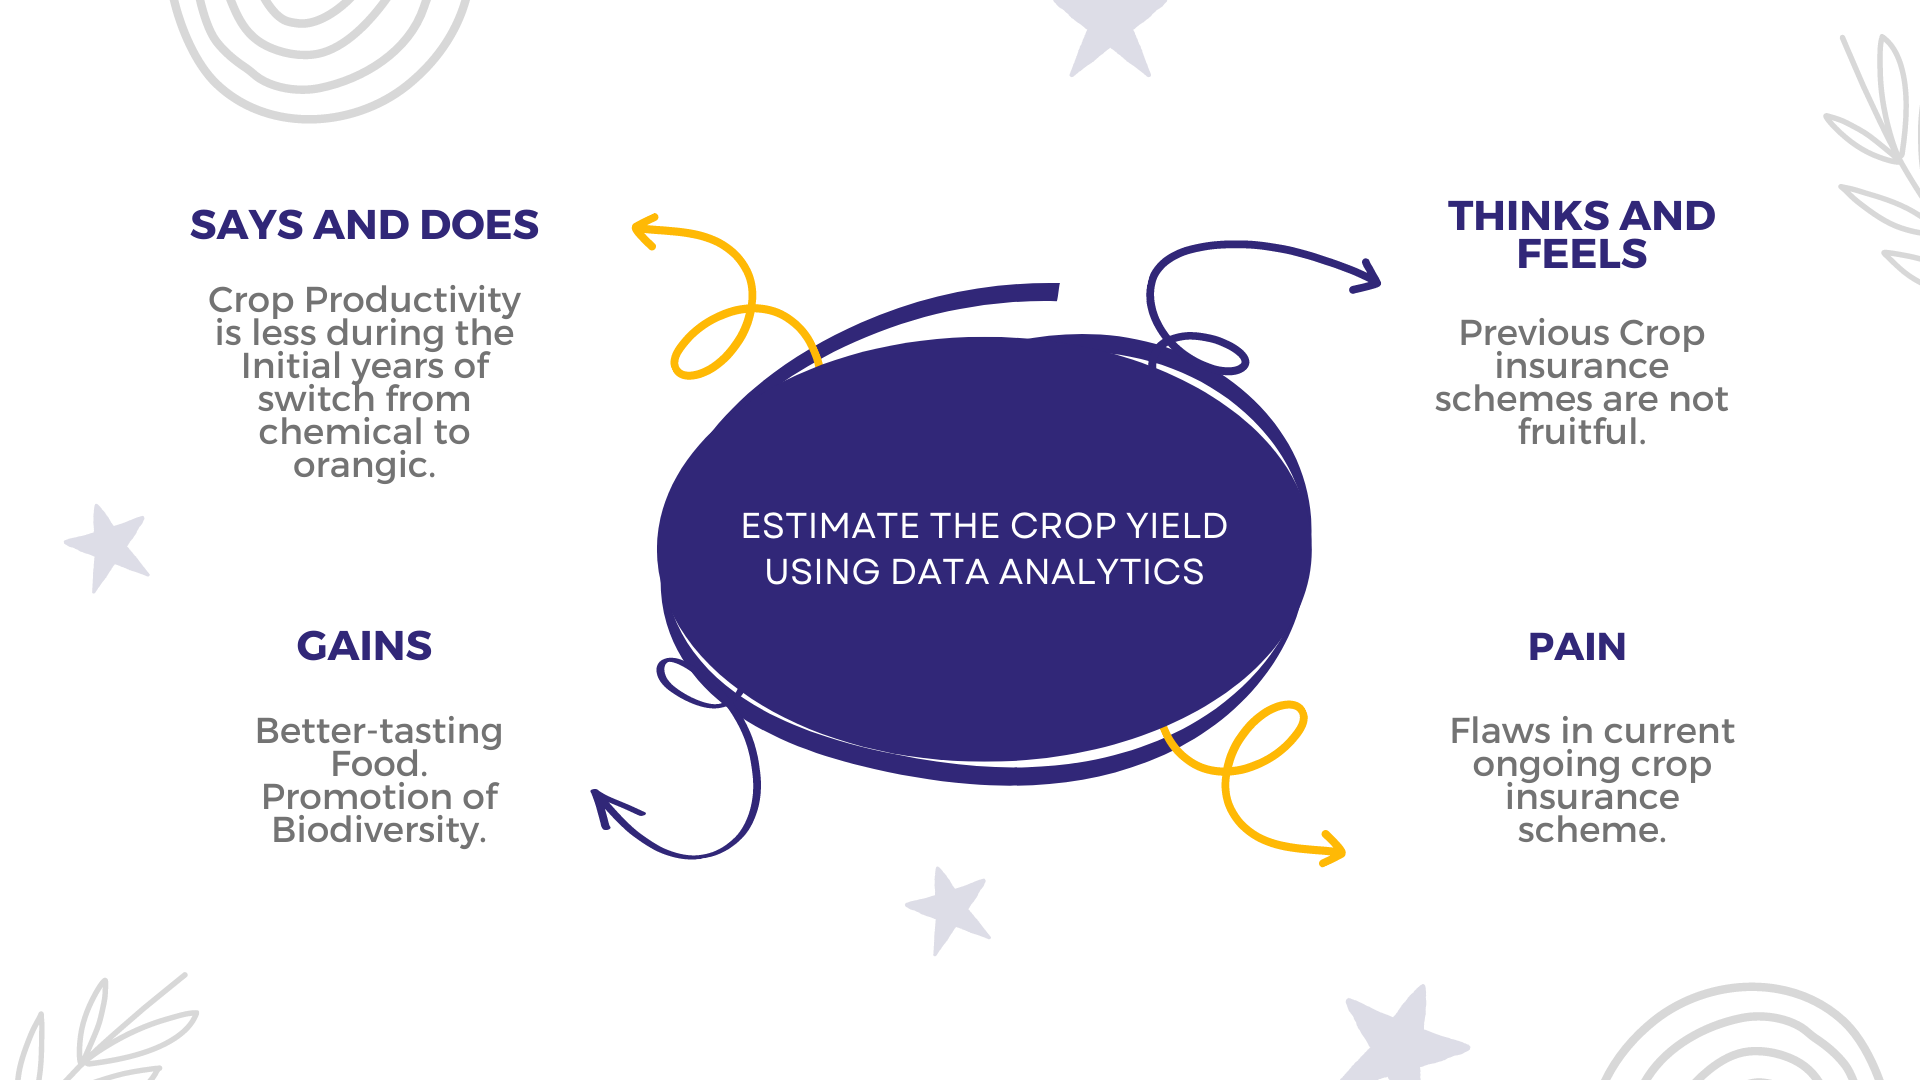 SAYS AND DOES
Crop Productivity
is less during the
Initial years of
switch from
chemical to
orangic.
THINKS AND
FEELS
Previous Crop
insurance
schemes are not
fruitful.
ESTIMATE THE CROP YIELD
USING DATA ANALYTICS
GAINS
Better-tasting
Food.
Promotion of
Biodiversity.
PAIN
Flaws in current
ongoing crop
insurance
scheme.